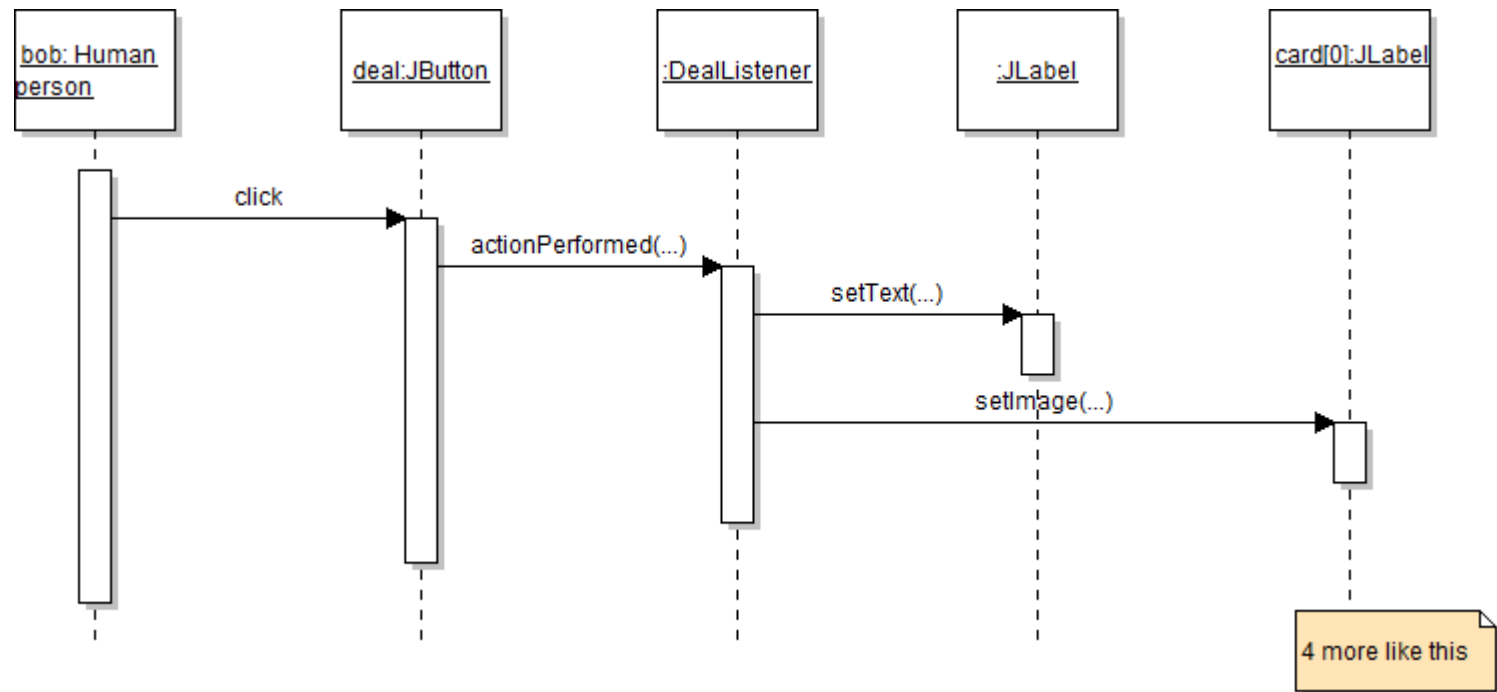 bob: Human
person
deal:JButton
:DealListener
:JLabel
card[0]:JLabel
click
actionPerformed(...)
setText(...)
setImage(...)
4 more like this